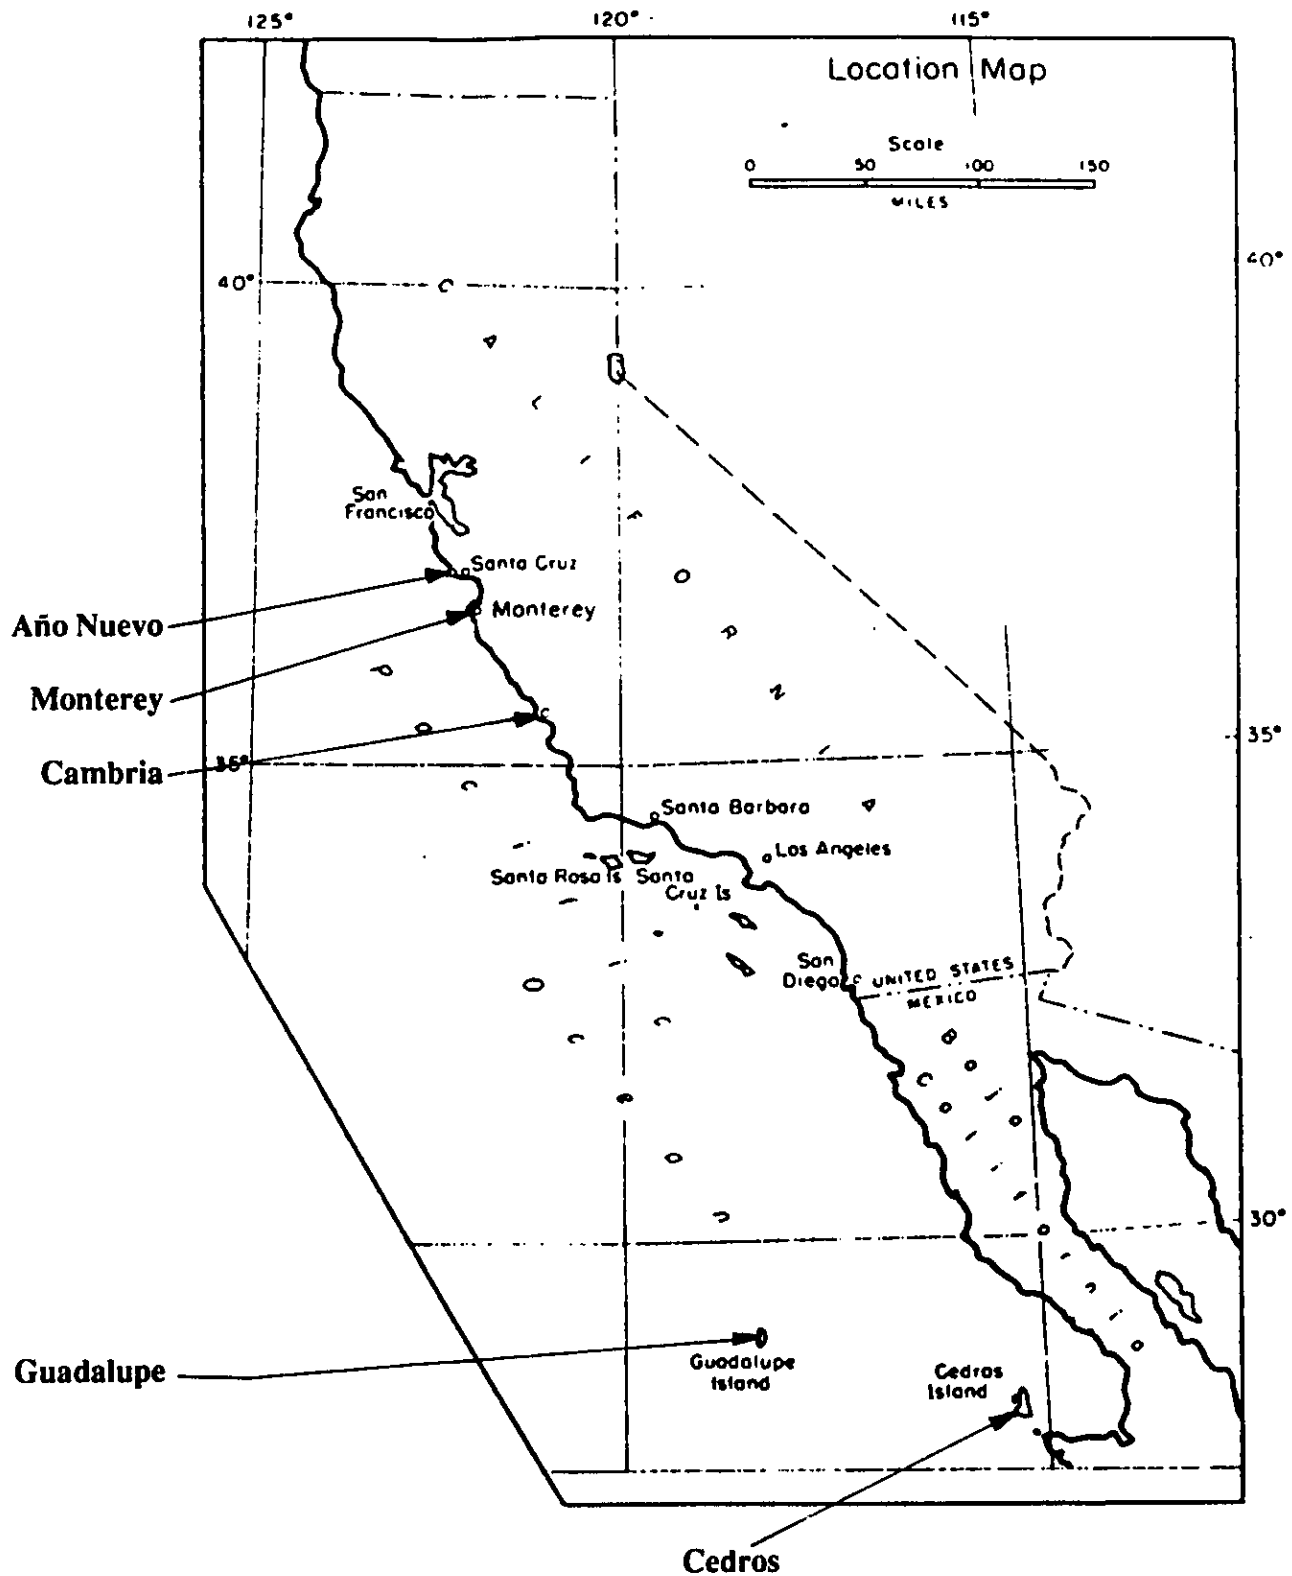 125° 120° 115°
Location Map
Scale
0 50 100 150
MILES
40° 40°
CALIFORNIA
San
Francisco
Santa Cruz
Año Nuevo
Monterey
Monterey
PACIFIC
Cambria
35° 35°
Santa Barbara
Los Angeles
Santa Rosa Is Santa
Cruz Is
San
Diego
UNITED STATES
MEXICO
30°
Guadalupe
Guadalupe
Island
Cedros
Island
Cedros